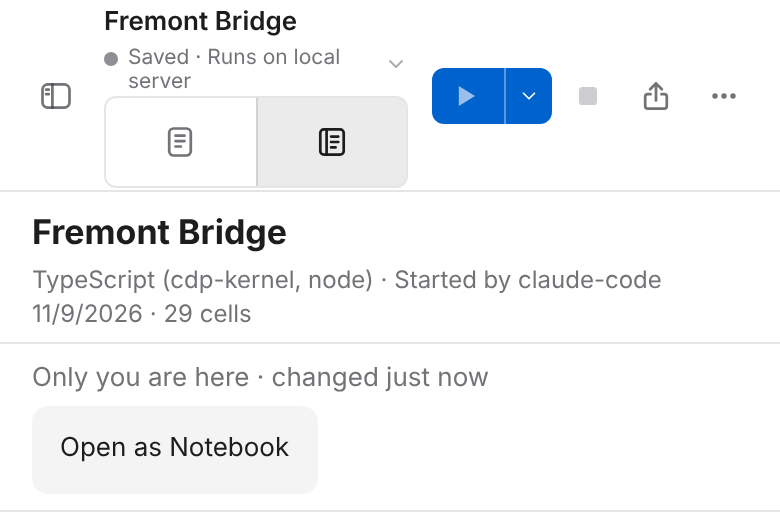 Fremont Bridge
Saved · Runs on local
server
Fremont Bridge
TypeScript (cdp-kernel, node) · Started by claude-code
11/9/2026 · 29 cells
Only you are here · changed just now
Open as Notebook